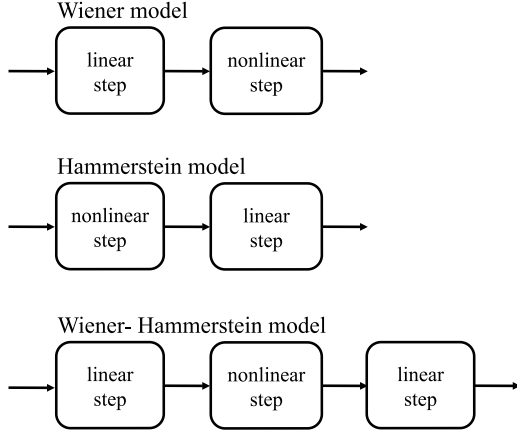 Wiener model
linear
step
nonlinear
step
Hammerstein model
nonlinear
step
linear
step
Wiener- Hammerstein model
linear
step
nonlinear
step
linear
step